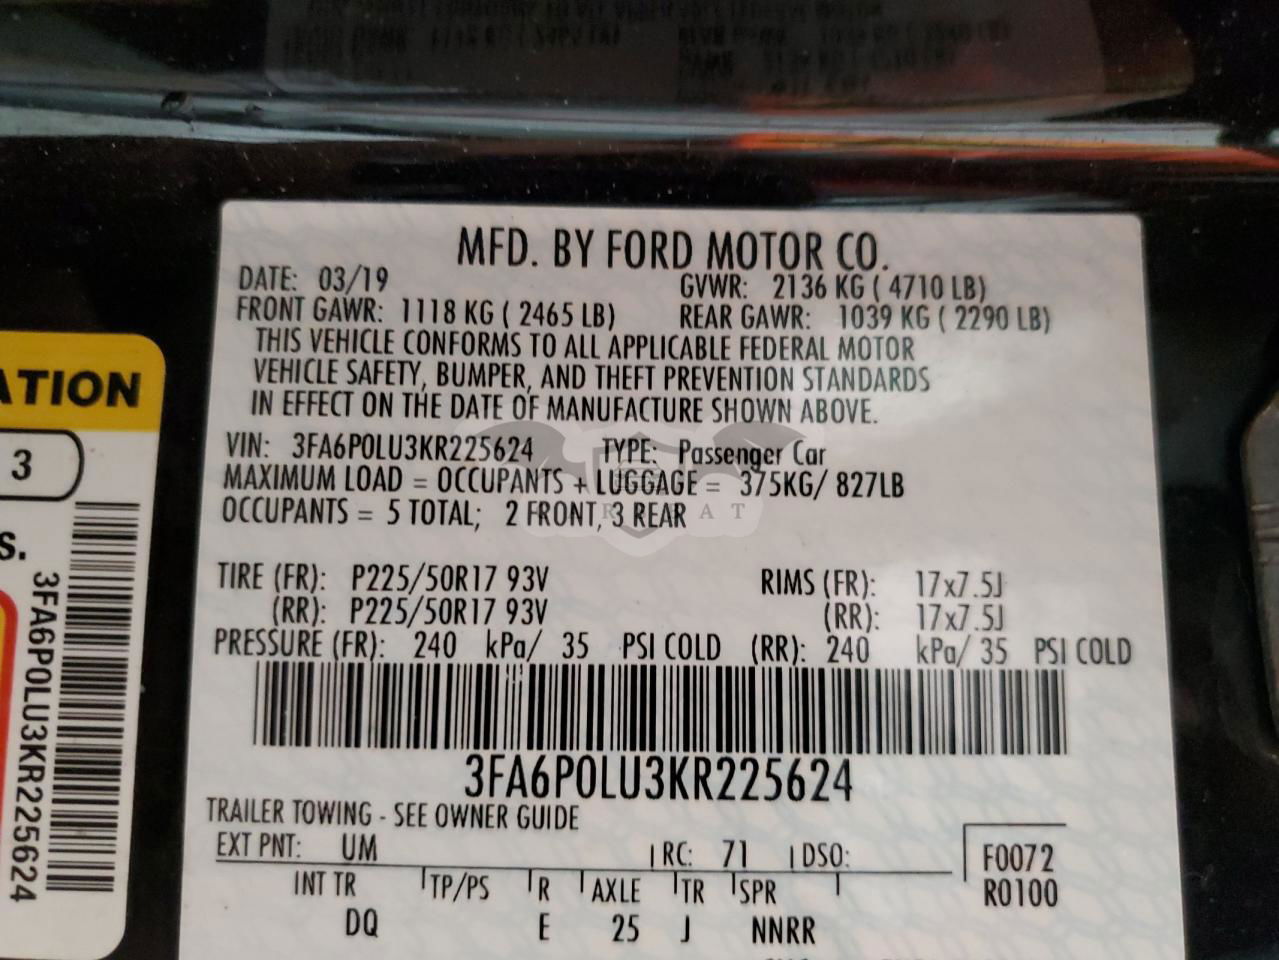 MFD. BY FORD MOTOR CO.
DATE: 03/19 GVWR: 2136 KG ( 4710 LB)
FRONT GAWR: 1118 KG ( 2465 LB) REAR GAWR: 1039 KG ( 2290 LB)
THIS VEHICLE CONFORMS TO ALL APPLICABLE FEDERAL MOTOR
VEHICLE SAFETY, BUMPER, AND THEFT PREVENTION STANDARDS
IN EFFECT ON THE DATE OF MANUFACTURE SHOWN ABOVE.
VIN: 3FA6P0LU3KR225624 TYPE: Passenger Car
MAXIMUM LOAD = OCCUPANTS + LUGGAGE = 375KG/ 827LB
OCCUPANTS = 5 TOTAL; 2 FRONT, 3 REAR
TIRE (FR): P225/50R17 93V RIMS (FR): 17x7.5J
(RR): P225/50R17 93V (RR): 17x7.5J
PRESSURE (FR): 240 kPa/ 35 PSI COLD (RR): 240 kPa/ 35 PSI COLD
3FA6P0LU3KR225624
TRAILER TOWING - SEE OWNER GUIDE
EXT PNT: UM RC: 71 DSO: F0072
INT TR TP/PS R AXLE TR SPR R0100
DQ E 25 J NNRR
ATION
3
S.
3FA6P0LU3KR225624